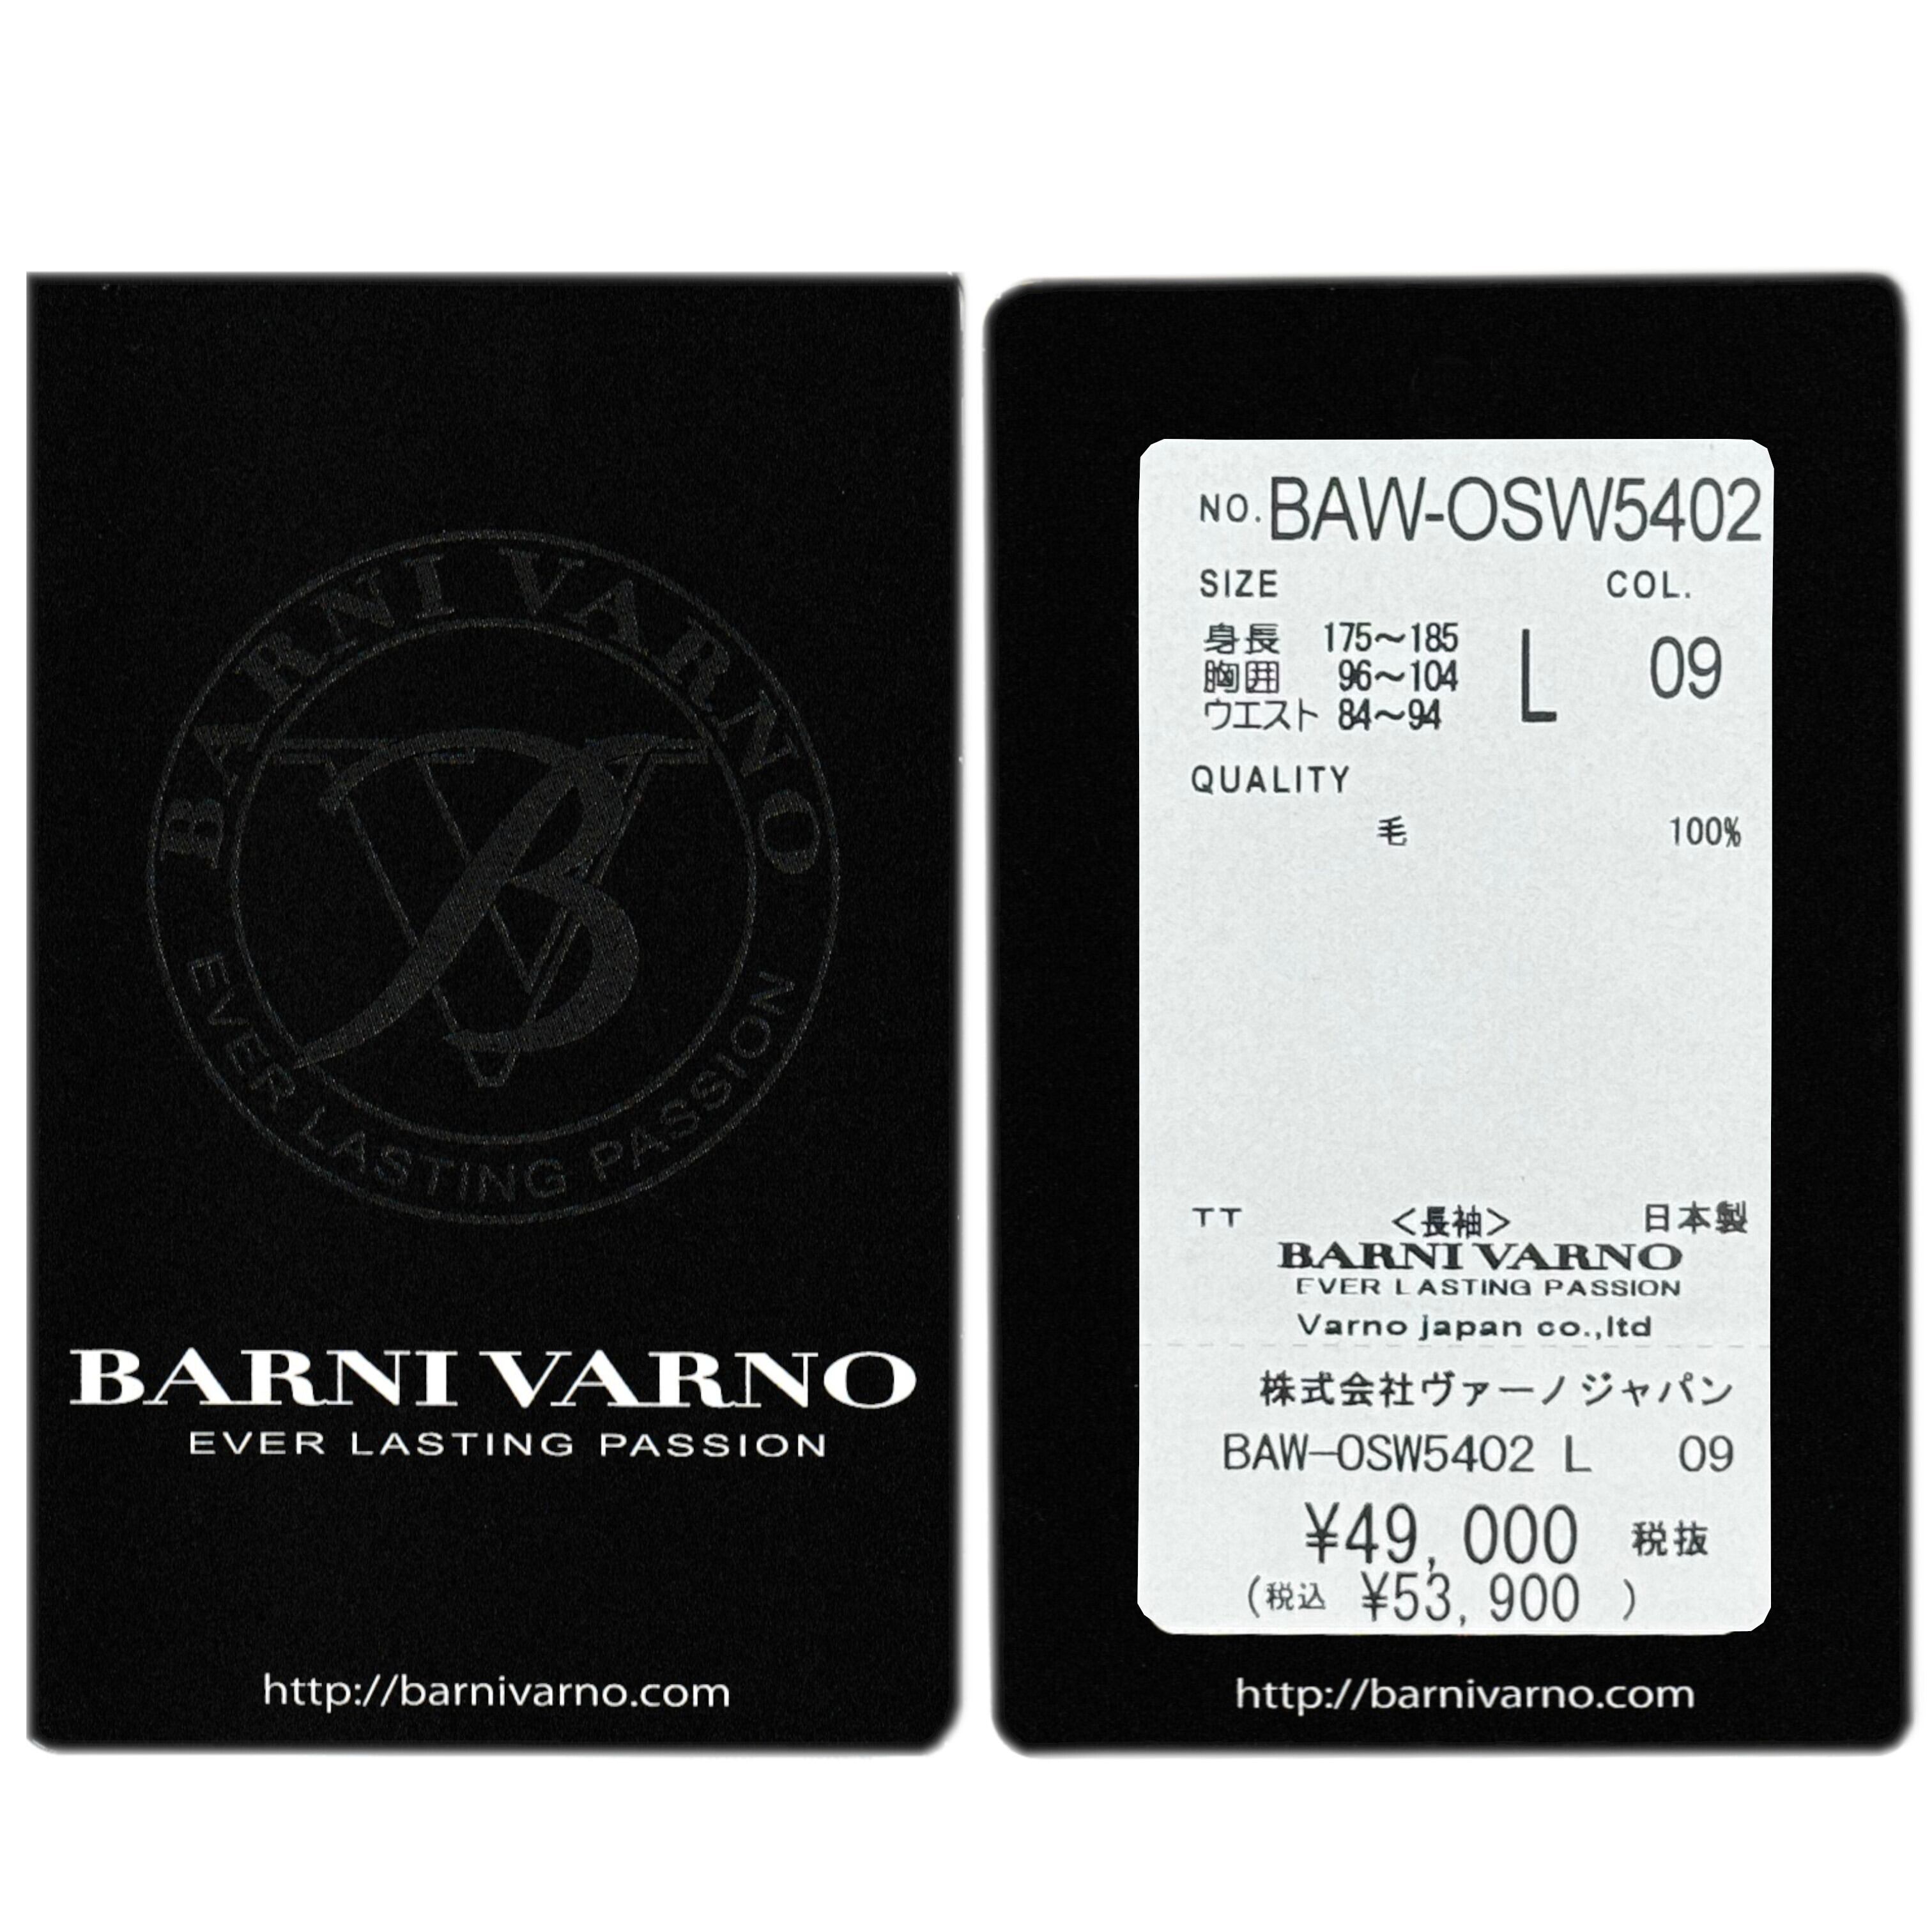 BARNI VARNO
EVER LASTING PASSION
BV
BARNI VARNO
EVER LASTING PASSION
http://barnivarno.com
NO. BAW-OSW5402
SIZE COL.
身長 175～185 L 09
胸囲 96～104
ウエスト 84～94
QUALITY
毛 100%
TT <長袖> 日本製
BARNI VARNO
EVER LASTING PASSION
Varno japan co.,ltd
株式会社ヴァーノジャパン
BAW-OSW5402 L 09
¥49,000 税抜
(税込 ¥53,900 )
http://barnivarno.com